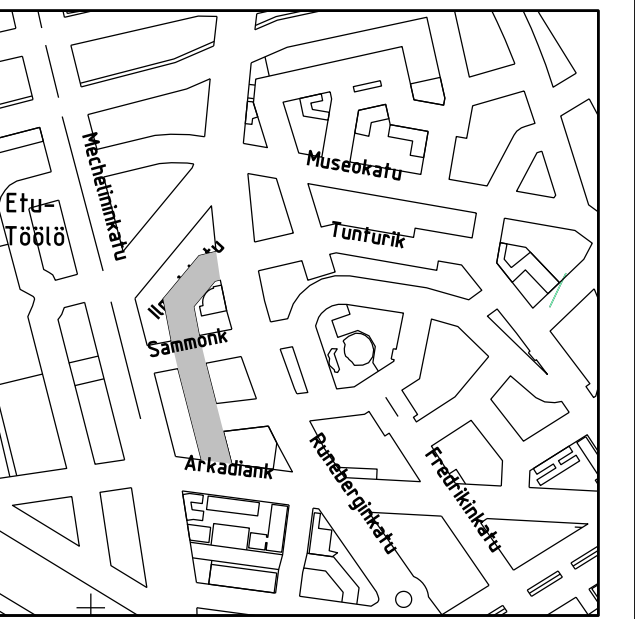 Mechelininkatu
Museokatu
Etu-
Töölö
Tunturik
Sammonk
Arkadiank
Runeberginkatu
Fredrikinkatu